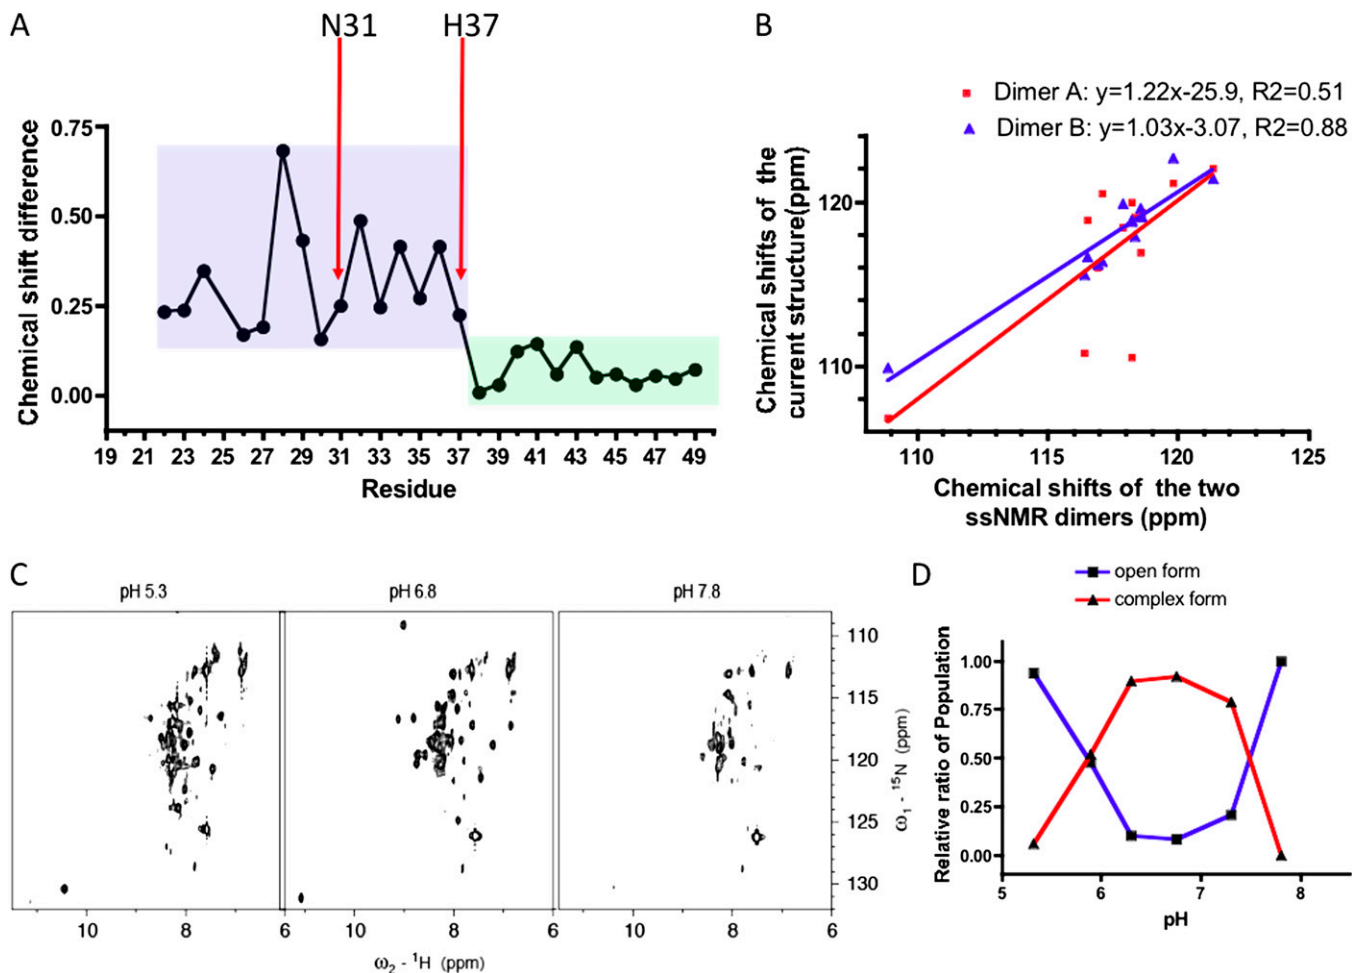 A
N31
H37
Chemical shift difference
0.75
0.50
0.25
0.00
19 21 23 25 27 29 31 33 35 37 39 41 43 45 47 49
Residue
B
Dimer A: y=1.22x-25.9, R2=0.51
Dimer B: y=1.03x-3.07, R2=0.88
Chemical shifts of the
current structure(ppm)
120
110
110 115 120 125
Chemical shifts of the two
ssNMR dimers (ppm)
C
pH 5.3
pH 6.8
pH 7.8
110
115
120
125
130
ω1 - 15N (ppm)
10 8 6 10 8 6 10 8 6
ω2 - 1H (ppm)
D
open form
complex form
Relative ratio of Population
1.00
0.75
0.50
0.25
0.00
5 6 7 8
pH